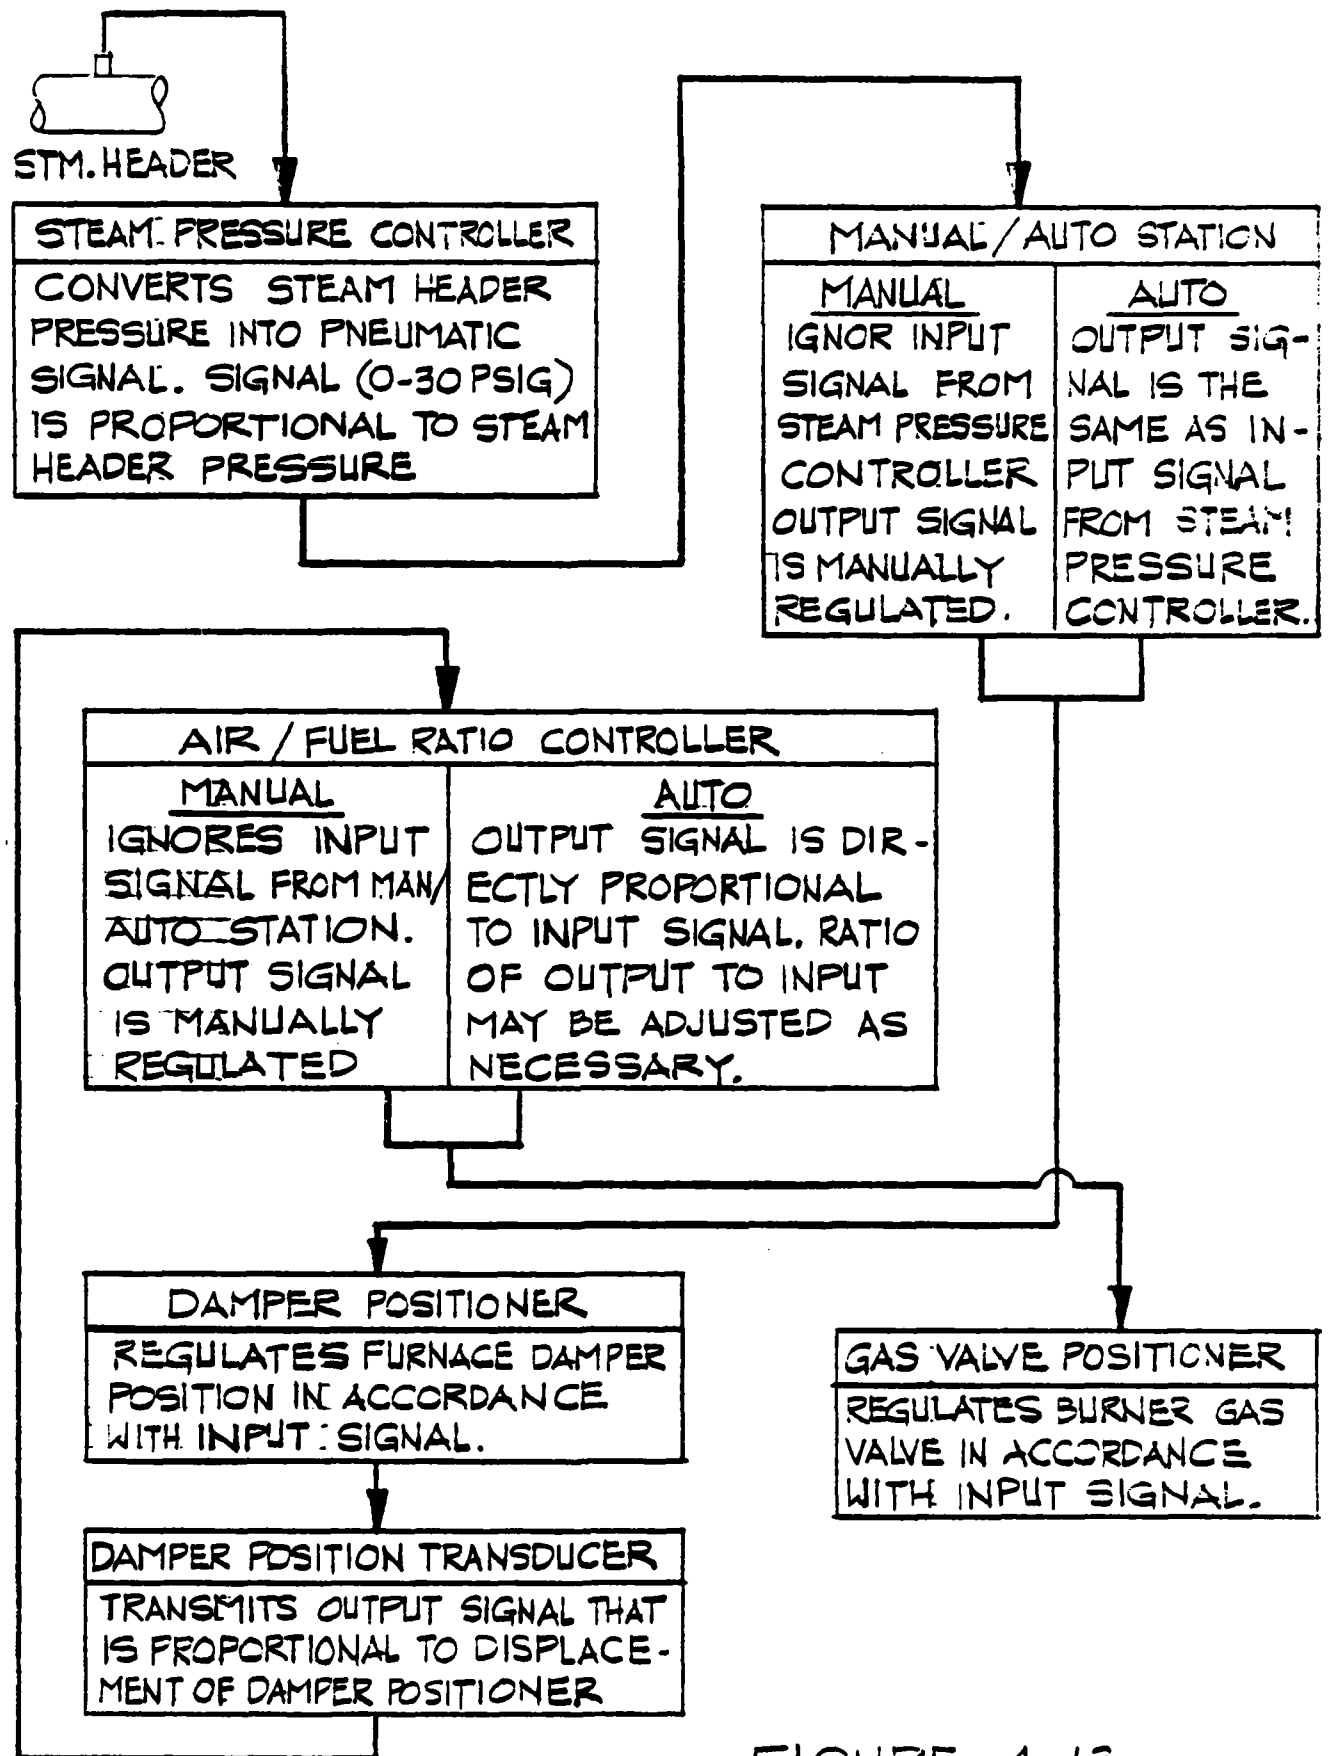 STM. HEADER
STEAM PRESSURE CONTROLLER
CONVERTS STEAM HEADER
PRESSURE INTO PNEUMATIC
SIGNAL. SIGNAL (0-30 PSIG)
IS PROPORTIONAL TO STEAM
HEADER PRESSURE
MANUAL/AUTO STATION
MANUAL
IGNOR INPUT
SIGNAL FROM
STEAM PRESSURE
CONTROLLER
OUTPUT SIGNAL
IS MANUALLY
REGULATED.
AUTO
OUTPUT SIG-
NAL IS THE
SAME AS IN-
PUT SIGNAL
FROM STEAM
PRESSURE
CONTROLLER.
AIR / FUEL RATIO CONTROLLER
MANUAL
IGNORES INPUT
SIGNAL FROM MAN/
AUTO STATION.
OUTPUT SIGNAL
IS MANUALLY
REGULATED
AUTO
OUTPUT SIGNAL IS DIR-
ECTLY PROPORTIONAL
TO INPUT SIGNAL. RATIO
OF OUTPUT TO INPUT
MAY BE ADJUSTED AS
NECESSARY.
DAMPER POSITIONER
REGULATES FURNACE DAMPER
POSITION IN ACCORDANCE
WITH INPUT SIGNAL.
GAS VALVE POSITIONER
REGULATES BURNER GAS
VALVE IN ACCORDANCE
WITH INPUT SIGNAL.
DAMPER POSITION TRANSDUCER
TRANSMITS OUTPUT SIGNAL THAT
IS PROPORTIONAL TO DISPLACE-
MENT OF DAMPER POSITIONER
FIGURE